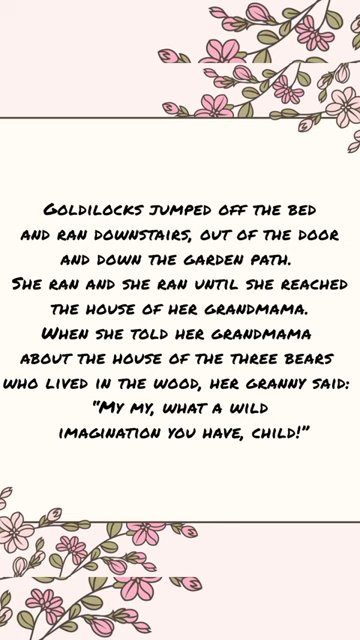 Goldilocks jumped off the bed
and ran downstairs, out of the door
and down the garden path.
She ran and she ran until she reached
the house of her grandmama.
When she told her grandmama
about the house of the three bears
who lived in the wood, her granny said:
"My my, what a wild
imagination you have, child!"